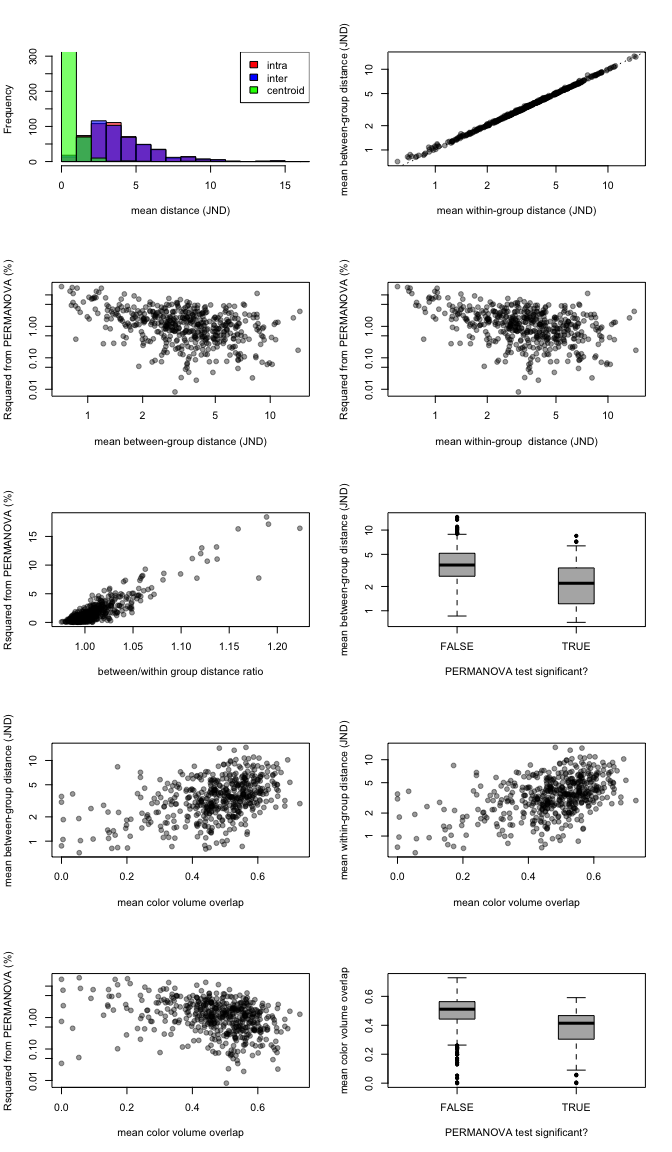 intra
inter
centroid
Frequency
0
100
200
300
0
5
10
15
mean distance (JND)
mean between-group distance (JND)
1
2
5
10
1
2
5
10
mean within-group distance (JND)
Rsquared from PERMANOVA (%)
0.01
0.10
1.00
1
2
5
10
mean between-group distance (JND)
Rsquared from PERMANOVA (%)
0.01
0.10
1.00
1
2
5
10
mean within-group distance (JND)
Rsquared from PERMANOVA (%)
0
5
10
15
1.00
1.05
1.10
1.15
1.20
between/within group distance ratio
mean between-group distance (JND)
1
2
5
10
FALSE
TRUE
PERMANOVA test significant?
mean between-group distance (JND)
1
2
5
10
0.0
0.2
0.4
0.6
mean color volume overlap
mean within-group distance (JND)
1
2
5
10
0.0
0.2
0.4
0.6
mean color volume overlap
Rsquared from PERMANOVA (%)
0.01
0.10
1.00
0.0
0.2
0.4
0.6
mean color volume overlap
mean color volume overlap
0.0
0.2
0.4
0.6
FALSE
TRUE
PERMANOVA test significant?